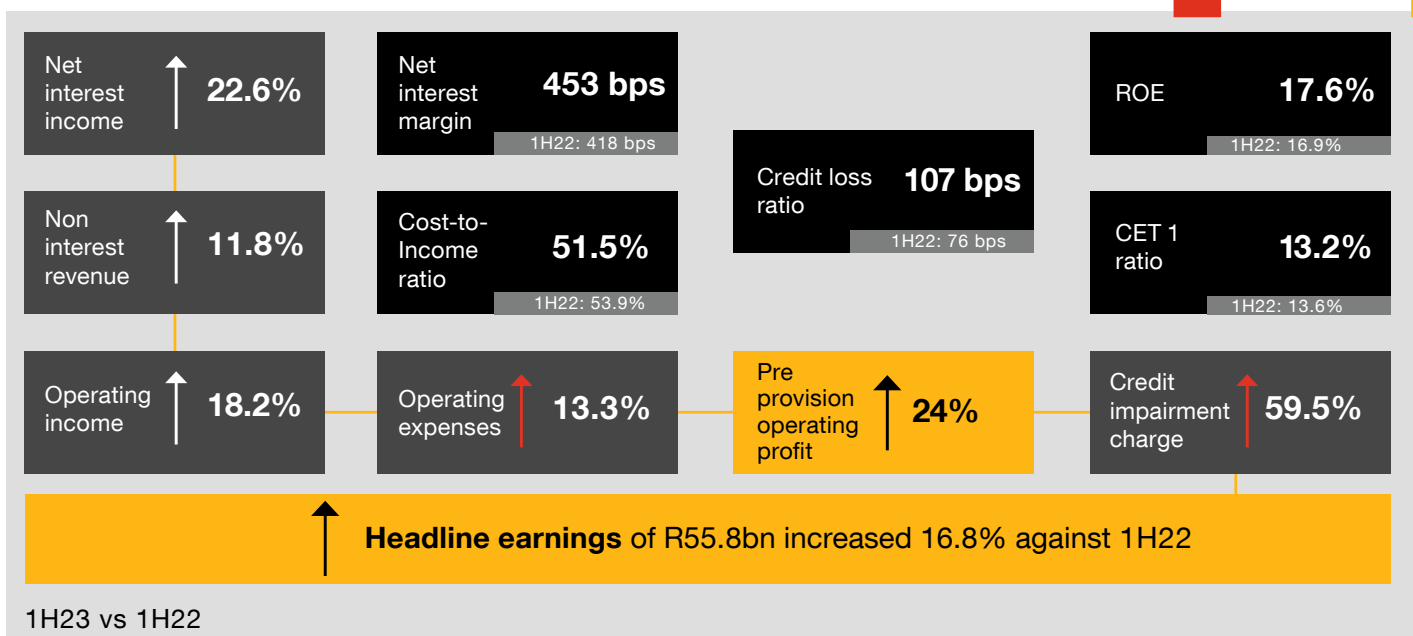 Net
interest
income
22.6%
Net
interest
margin
453 bps
1H22: 418 bps
ROE
17.6%
1H22: 16.9%
Credit loss
ratio
107 bps
1H22: 76 bps
Non
interest
revenue
11.8%
Cost-to-
Income
ratio
51.5%
1H22: 53.9%
CET 1
ratio
13.2%
1H22: 13.6%
Operating
income
18.2%
Operating
expenses
13.3%
Pre
provision
operating
profit
24%
Credit
impairment
charge
59.5%
Headline earnings of R55.8bn increased 16.8% against 1H22
1H23 vs 1H22